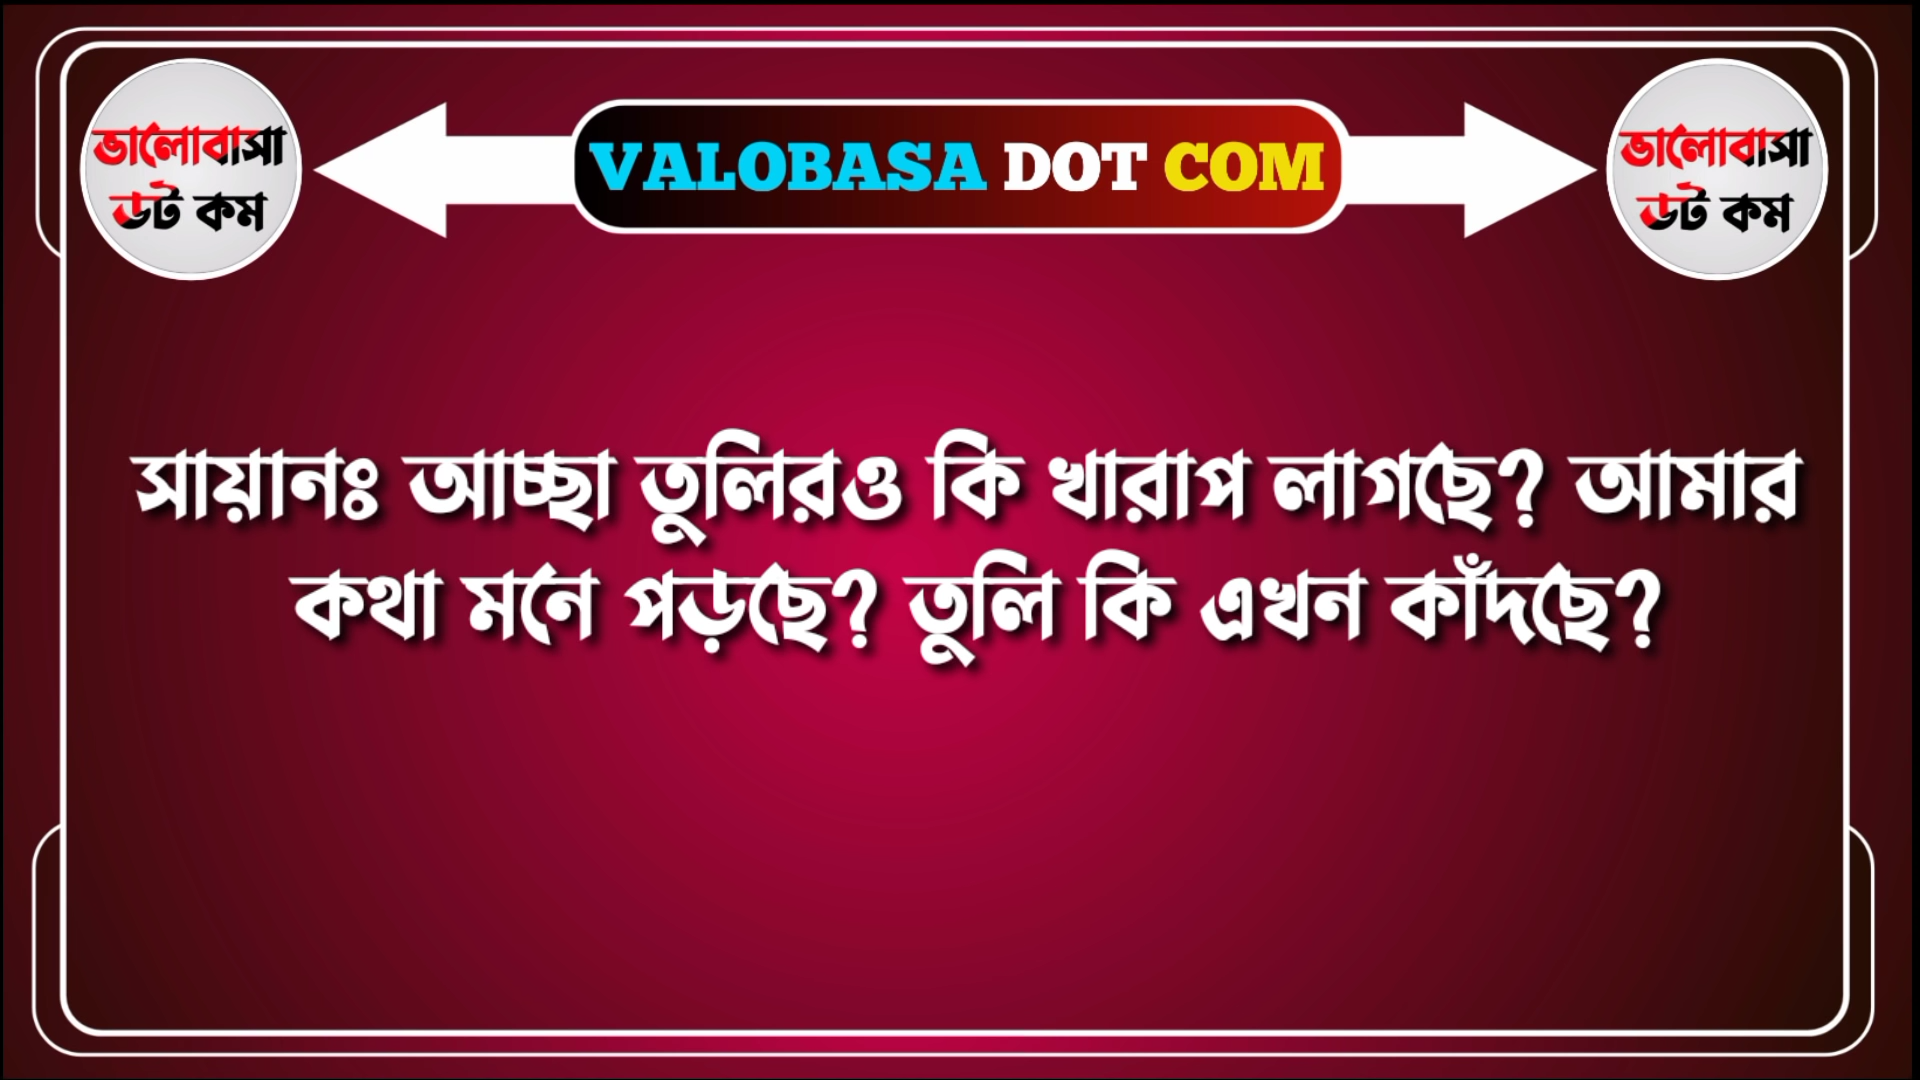 ভালোবাসা
ডট কম
VALOBASA DOT COM
ভালোবাসা
ডট কম
সায়ানঃ আচ্ছা তুলিরও কি খারাপ লাগছে? আমার
কথা মনে পড়ছে? তুলি কি এখন কাঁদছে?